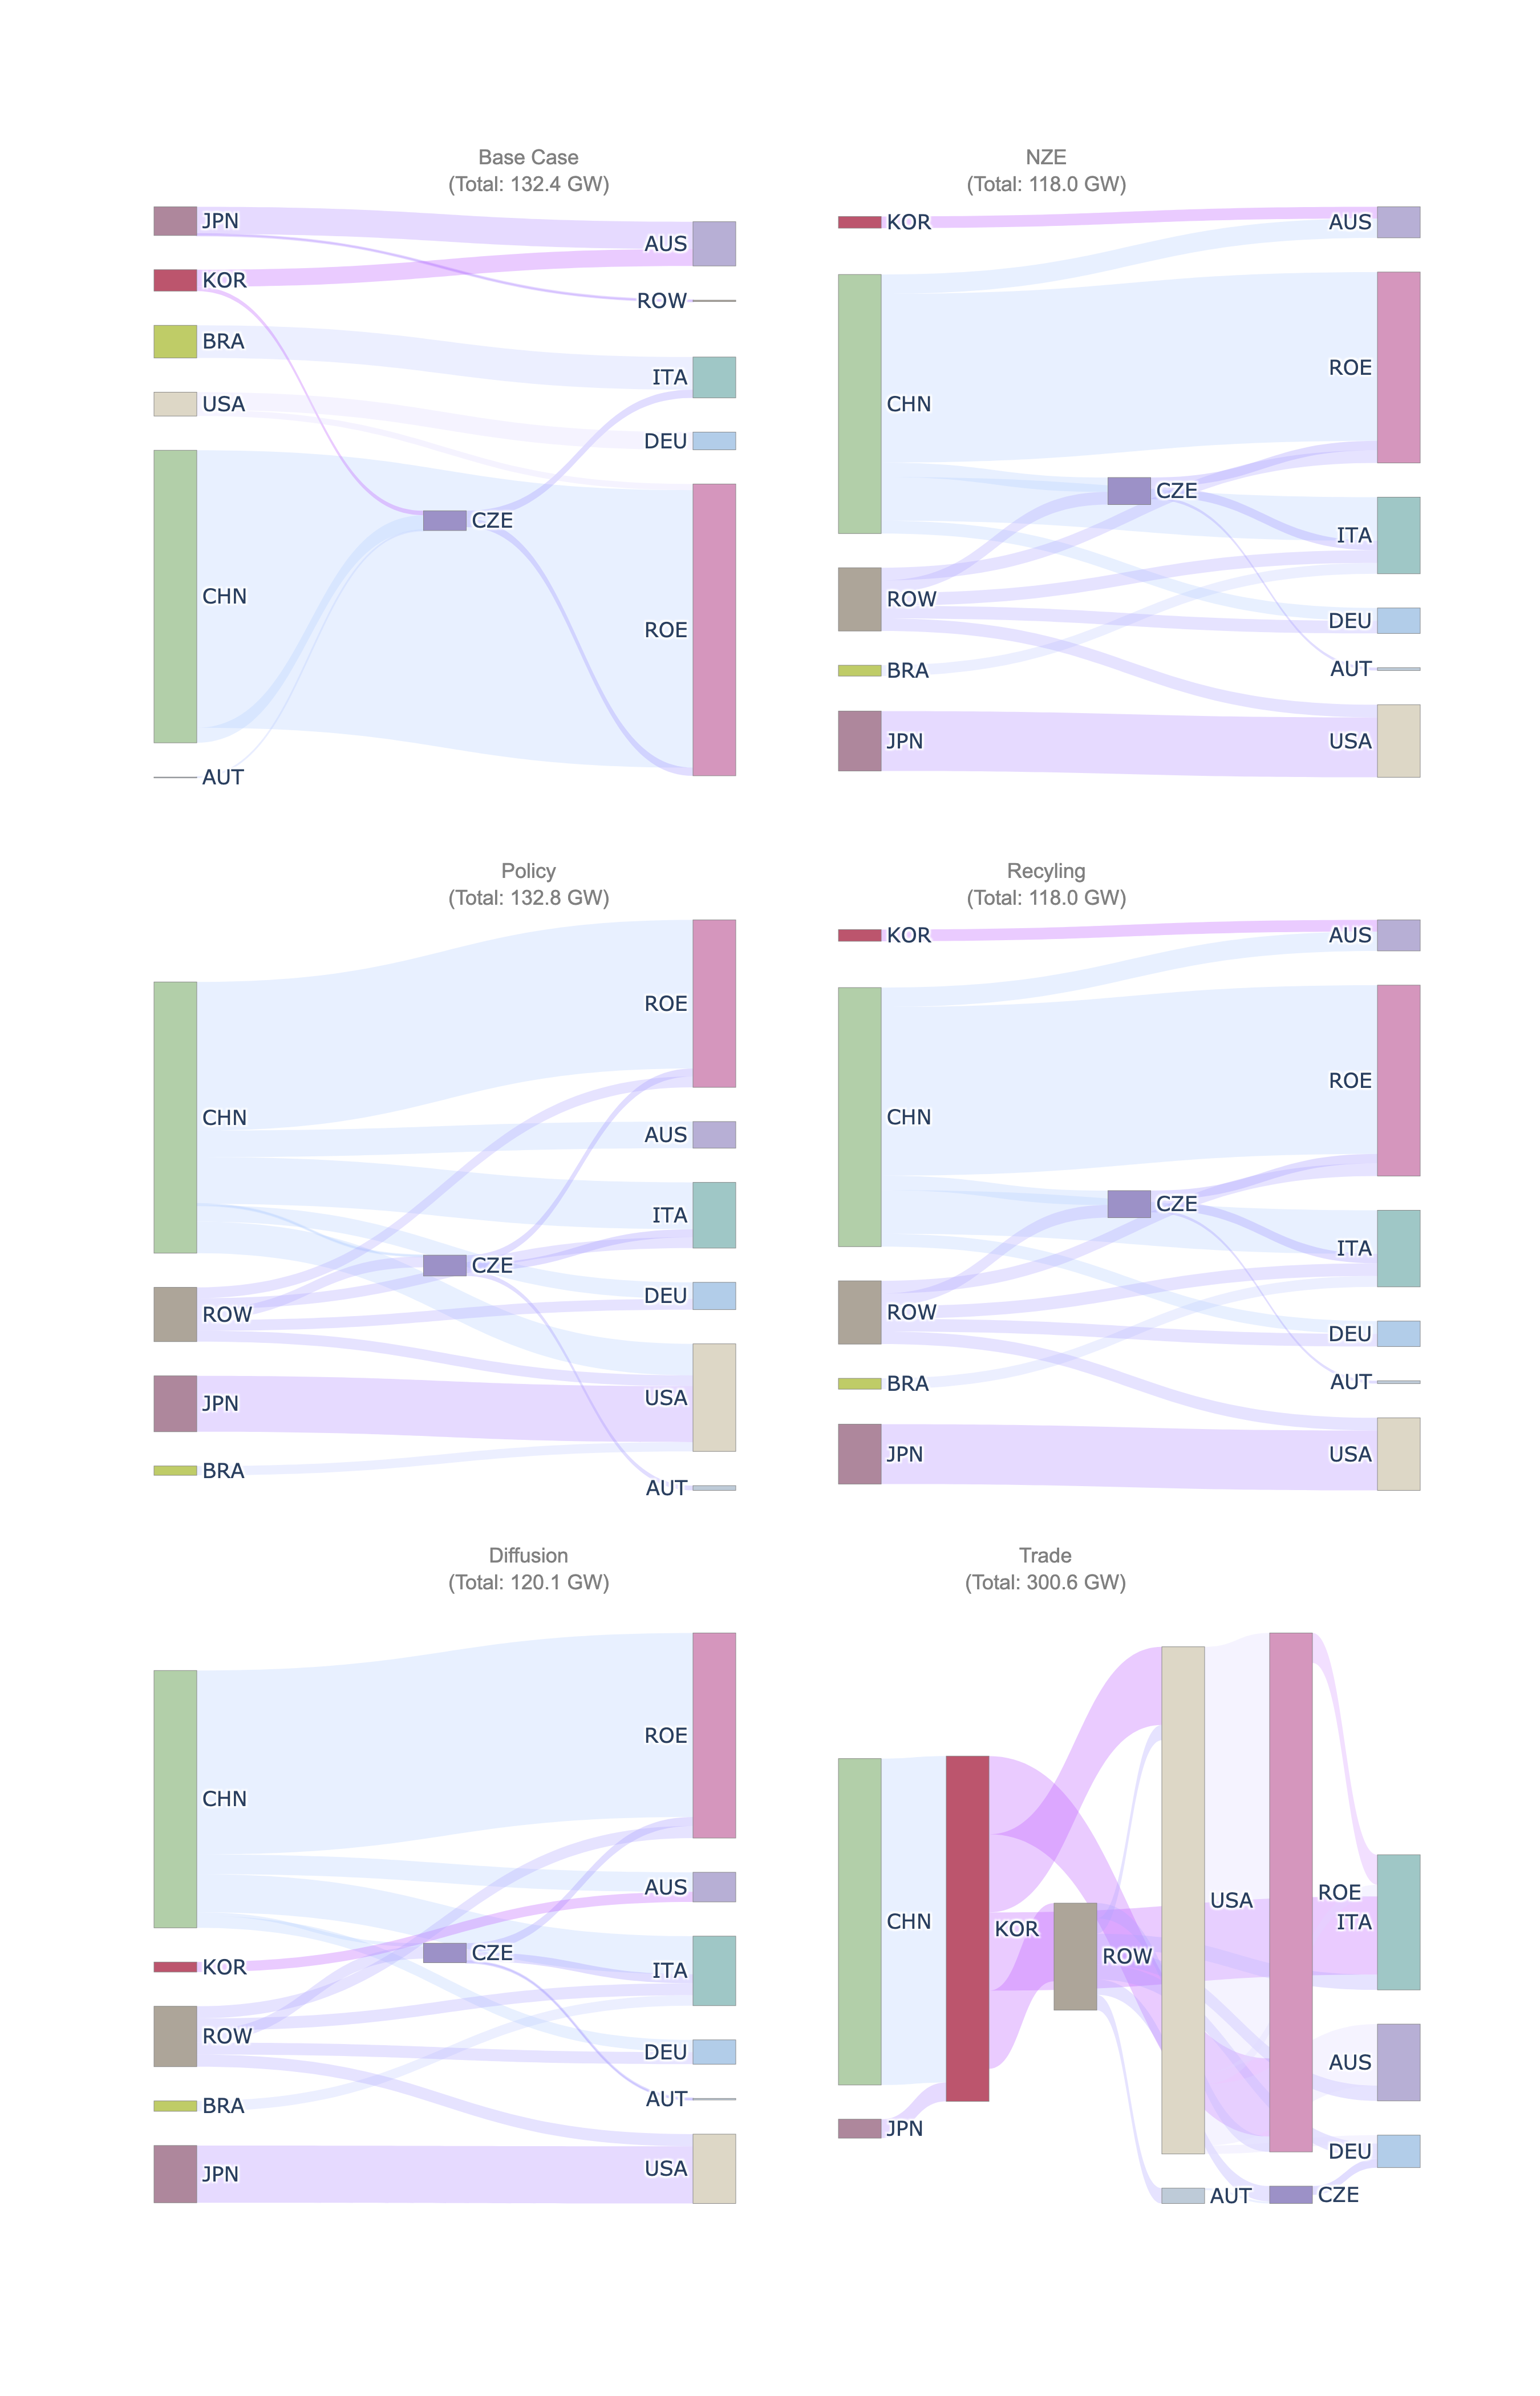 Base Case
(Total: 132.4 GW)
JPN
AUS
KOR
ROW
BRA
ITA
USA
DEU
CZE
CHN
ROE
AUT
NZE
(Total: 118.0 GW)
KOR
AUS
ROE
CHN
CZE
ITA
ROW
DEU
BRA
AUT
JPN
USA
Policy
(Total: 132.8 GW)
ROE
CHN
AUS
ITA
CZE
DEU
ROW
USA
JPN
BRA
AUT
Recyling
(Total: 118.0 GW)
KOR
AUS
ROE
CHN
CZE
ITA
ROW
DEU
BRA
AUT
JPN
USA
Diffusion
(Total: 120.1 GW)
ROE
CHN
AUS
CZE
KOR
ITA
ROW
DEU
AUT
BRA
USA
JPN
Trade
(Total: 300.6 GW)
ROE
USA
CHN
ITA
KOR
ROW
AUS
JPN
DEU
AUT
CZE